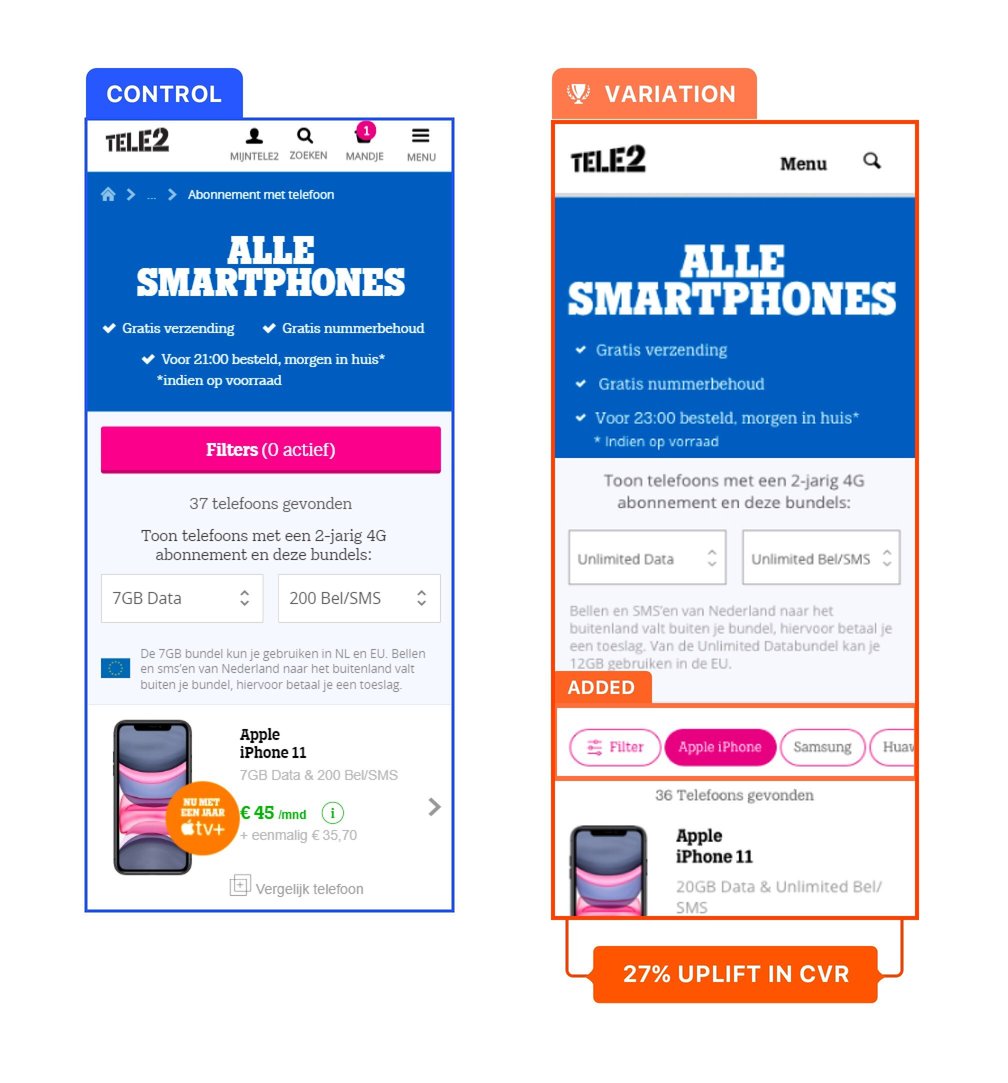 CONTROL
TELE2
1
MIJNTELE2 ZOEKEN MANDJE MENU
... Abonnement met telefoon
ALLE
SMARTPHONES
Gratis verzending Gratis nummerbehoud
Voor 21:00 besteld, morgen in huis*
*indien op voorraad
Filters (0 actief)
37 telefoons gevonden
Toon telefoons met een 2-jarig 4G
abonnement en deze bundels:
7GB Data 200 Bel/SMS
De 7GB bundel kun je gebruiken in NL en EU. Bellen
en sms'en van Nederland naar het buitenland valt
buiten je bundel, hiervoor betaal je een toeslag.
Apple
iPhone 11
7GB Data & 200 Bel/SMS
NU MET
EEN JAAR
tv+
€ 45 /mnd i
+ eenmalig € 35,70
Vergelijk telefoon
VARIATION
TELE2 Menu
ALLE
SMARTPHONES
Gratis verzending
Gratis nummerbehoud
Voor 23:00 besteld, morgen in huis*
* Indien op vorraad
Toon telefoons met een 2-jarig 4G
abonnement en deze bundels:
Unlimited Data Unlimited Bel/SMS
Bellen en SMS'en van Nederland naar het
buitenland valt buiten je bundel, hiervoor betaal je
een toeslag. Van de Unlimited Databundel kan je
12GB gebruiken in de EU.
ADDED
Filter Apple iPhone Samsung Huaw
36 Telefoons gevonden
Apple
iPhone 11
20GB Data & Unlimited Bel/
SMS
27% UPLIFT IN CVR